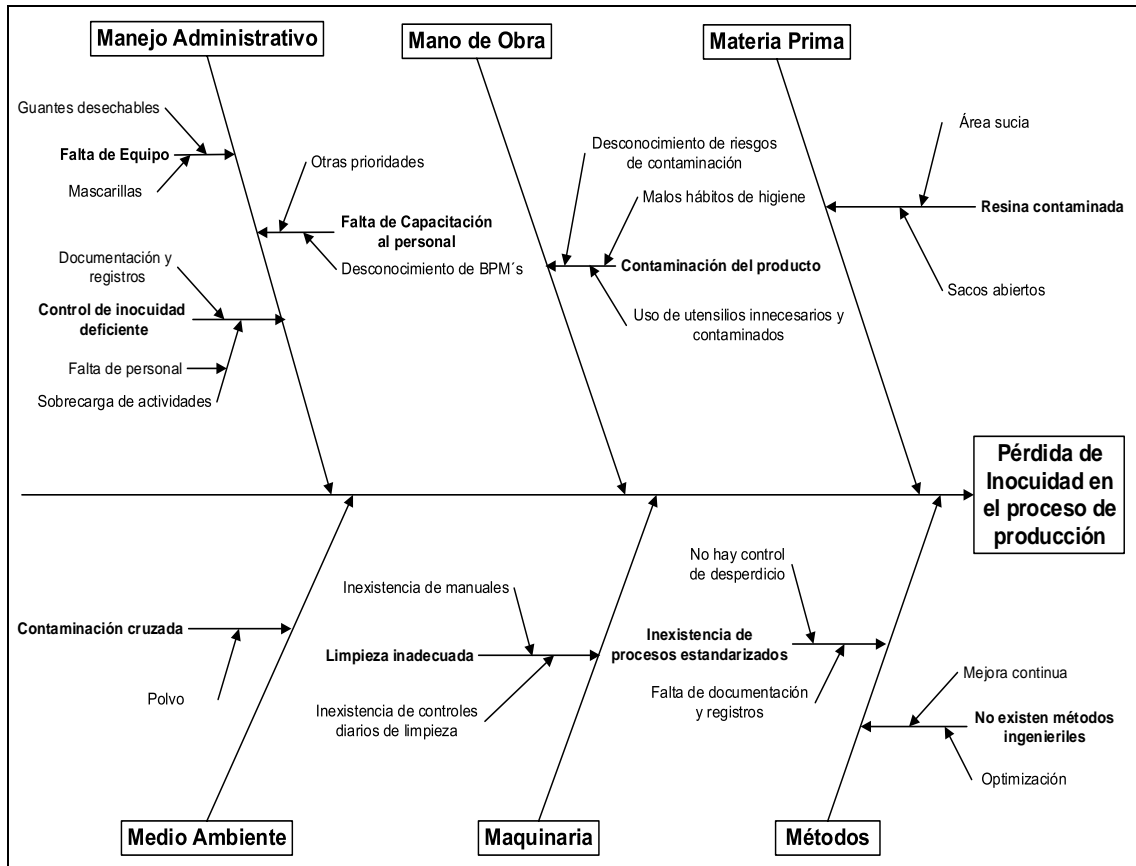 Manejo Administrativo
Mano de Obra
Materia Prima
Guantes desechables
Falta de Equipo
Mascarillas
Otras prioridades
Falta de Capacitación
al personal
Desconocimiento de BPM´s
Documentación y
registros
Control de inocuidad
deficiente
Falta de personal
Sobrecarga de actividades
Desconocimiento de riesgos
de contaminación
Malos hábitos de higiene
Contaminación del producto
Uso de utensilios innecesarios y
contaminados
Área sucia
Resina contaminada
Sacos abiertos
Pérdida de
Inocuidad en
el proceso de
producción
Contaminación cruzada
Polvo
Inexistencia de manuales
Limpieza inadecuada
Inexistencia de controles
diarios de limpieza
No hay control
de desperdicio
Inexistencia de
procesos estandarizados
Falta de documentación
y registros
Mejora continua
No existen métodos
ingenieriles
Optimización
Medio Ambiente
Maquinaria
Métodos